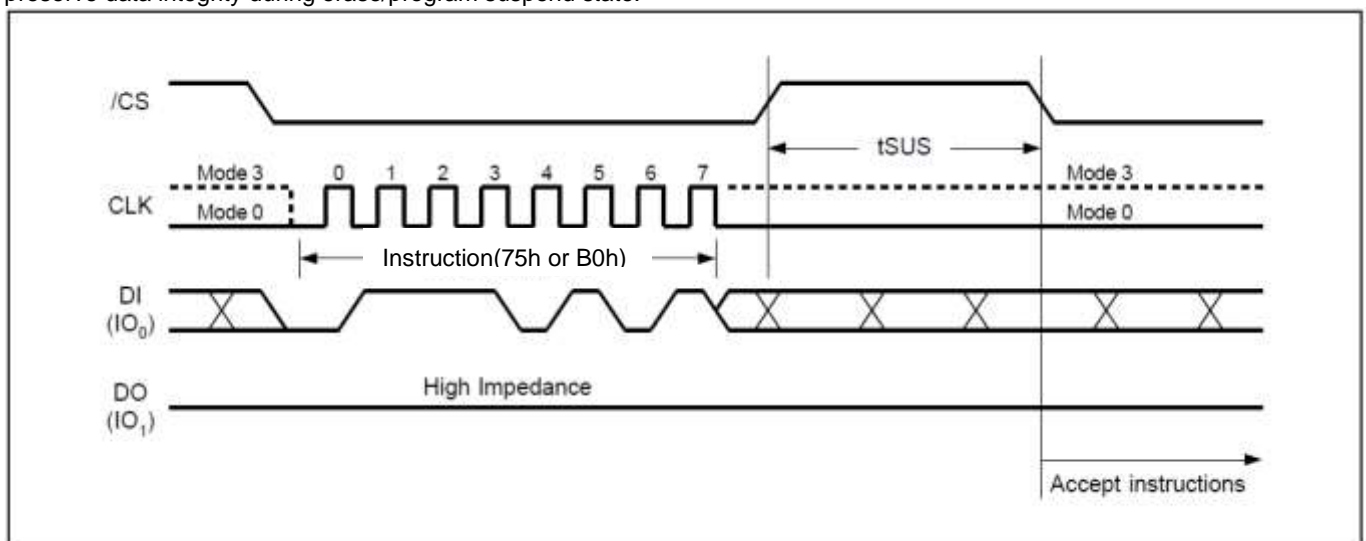 preserve data integrity during erase/program suspend state.
/CS
tSUS
Mode 3 0 1 2 3 4 5 6 7 Mode 3
CLK
Mode 0 Mode 0
Instruction(75h or B0h)
DI
(IO0)
High Impedance
DO
(IO1)
Accept instructions